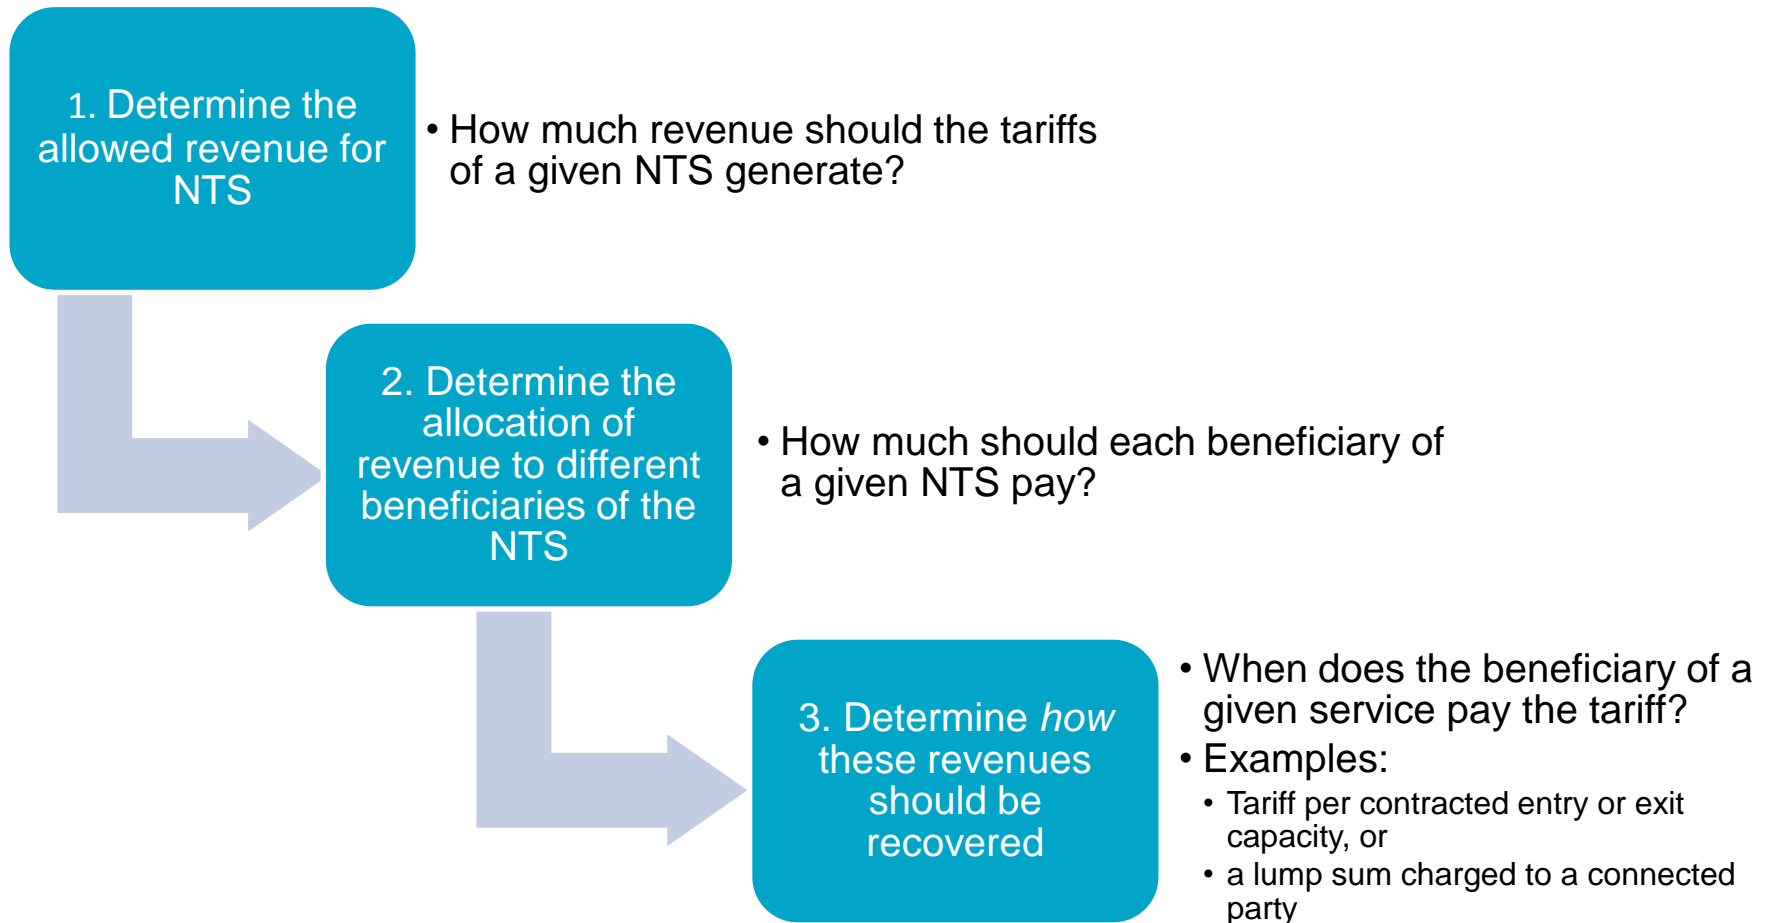 1. Determine the
allowed revenue for
NTS
• How much revenue should the tariffs
of a given NTS generate?
2. Determine the
allocation of
revenue to different
beneficiaries of the
NTS
• How much should each beneficiary of
a given NTS pay?
3. Determine how
these revenues
should be
recovered
• When does the beneficiary of a
given service pay the tariff?
• Examples:
• Tariff per contracted entry or exit
capacity, or
• a lump sum charged to a connected
party